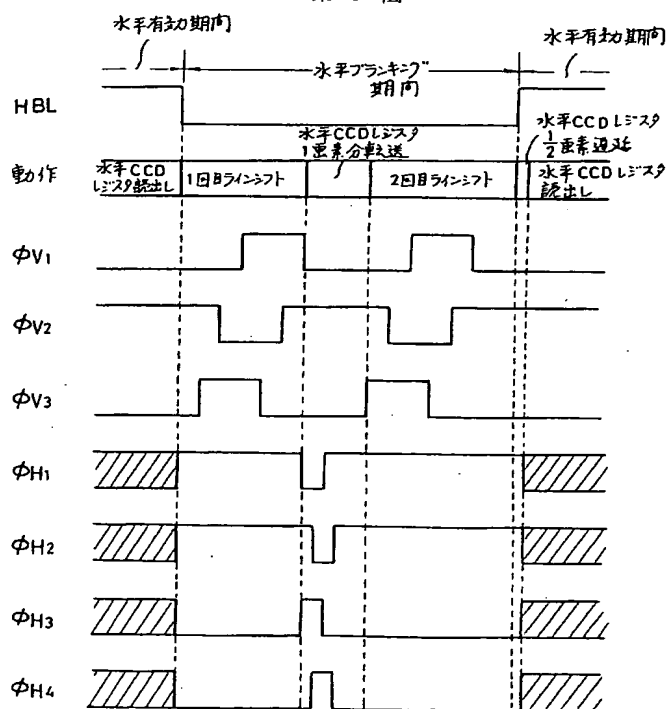 水平有効期間
水平ブランキング
期間
水平有効期間
HBL
水平CCDレジスタ
1画素分転送
水平CCDレジスタ
1/2画素遅延
動作
水平CCD
レジスタ読出し
1回目ラインシフト
2回目ラインシフト
水平CCDレジスタ
読出し
ΦV1
ΦV2
ΦV3
ΦH1
ΦH2
ΦH3
ΦH4